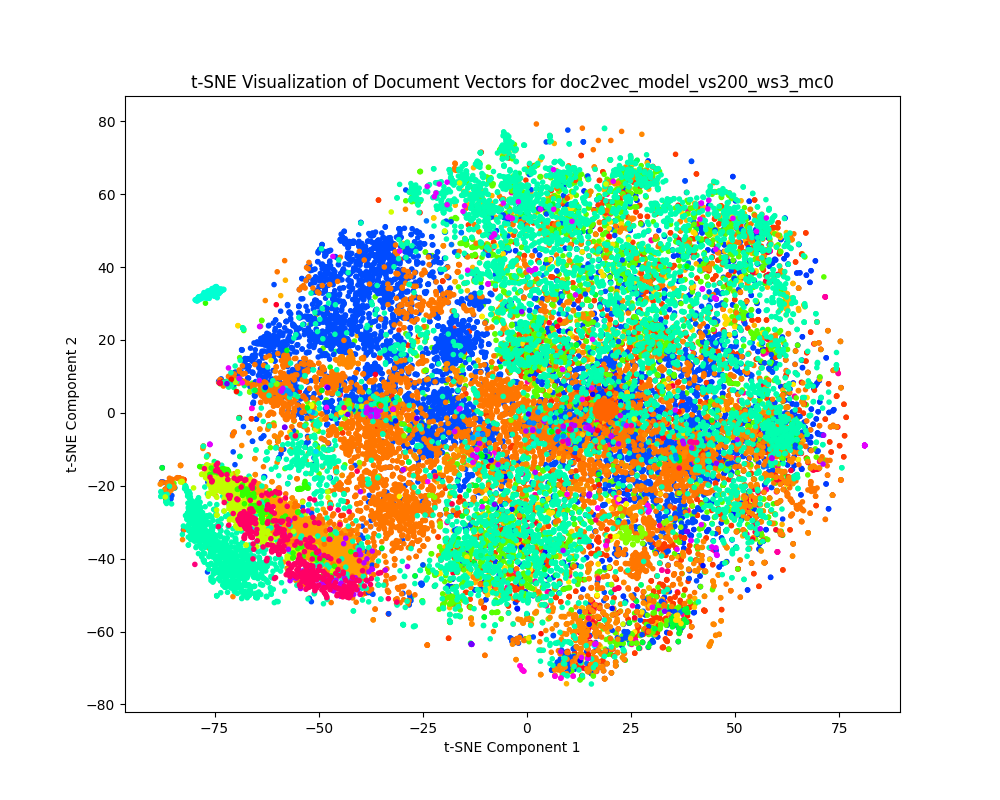 t-SNE Visualization of Document Vectors for doc2vec_model_vs200_ws3_mc0
80
60
40
20
0
−20
−40
−60
−80
t-SNE Component 2
−75 −50 −25 0 25 50 75
t-SNE Component 1